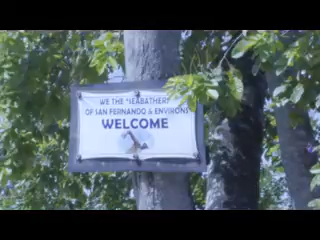 WE THE "SEABATHERS"
OF SAN FERNANDO & ENVIRONS
WELCOME